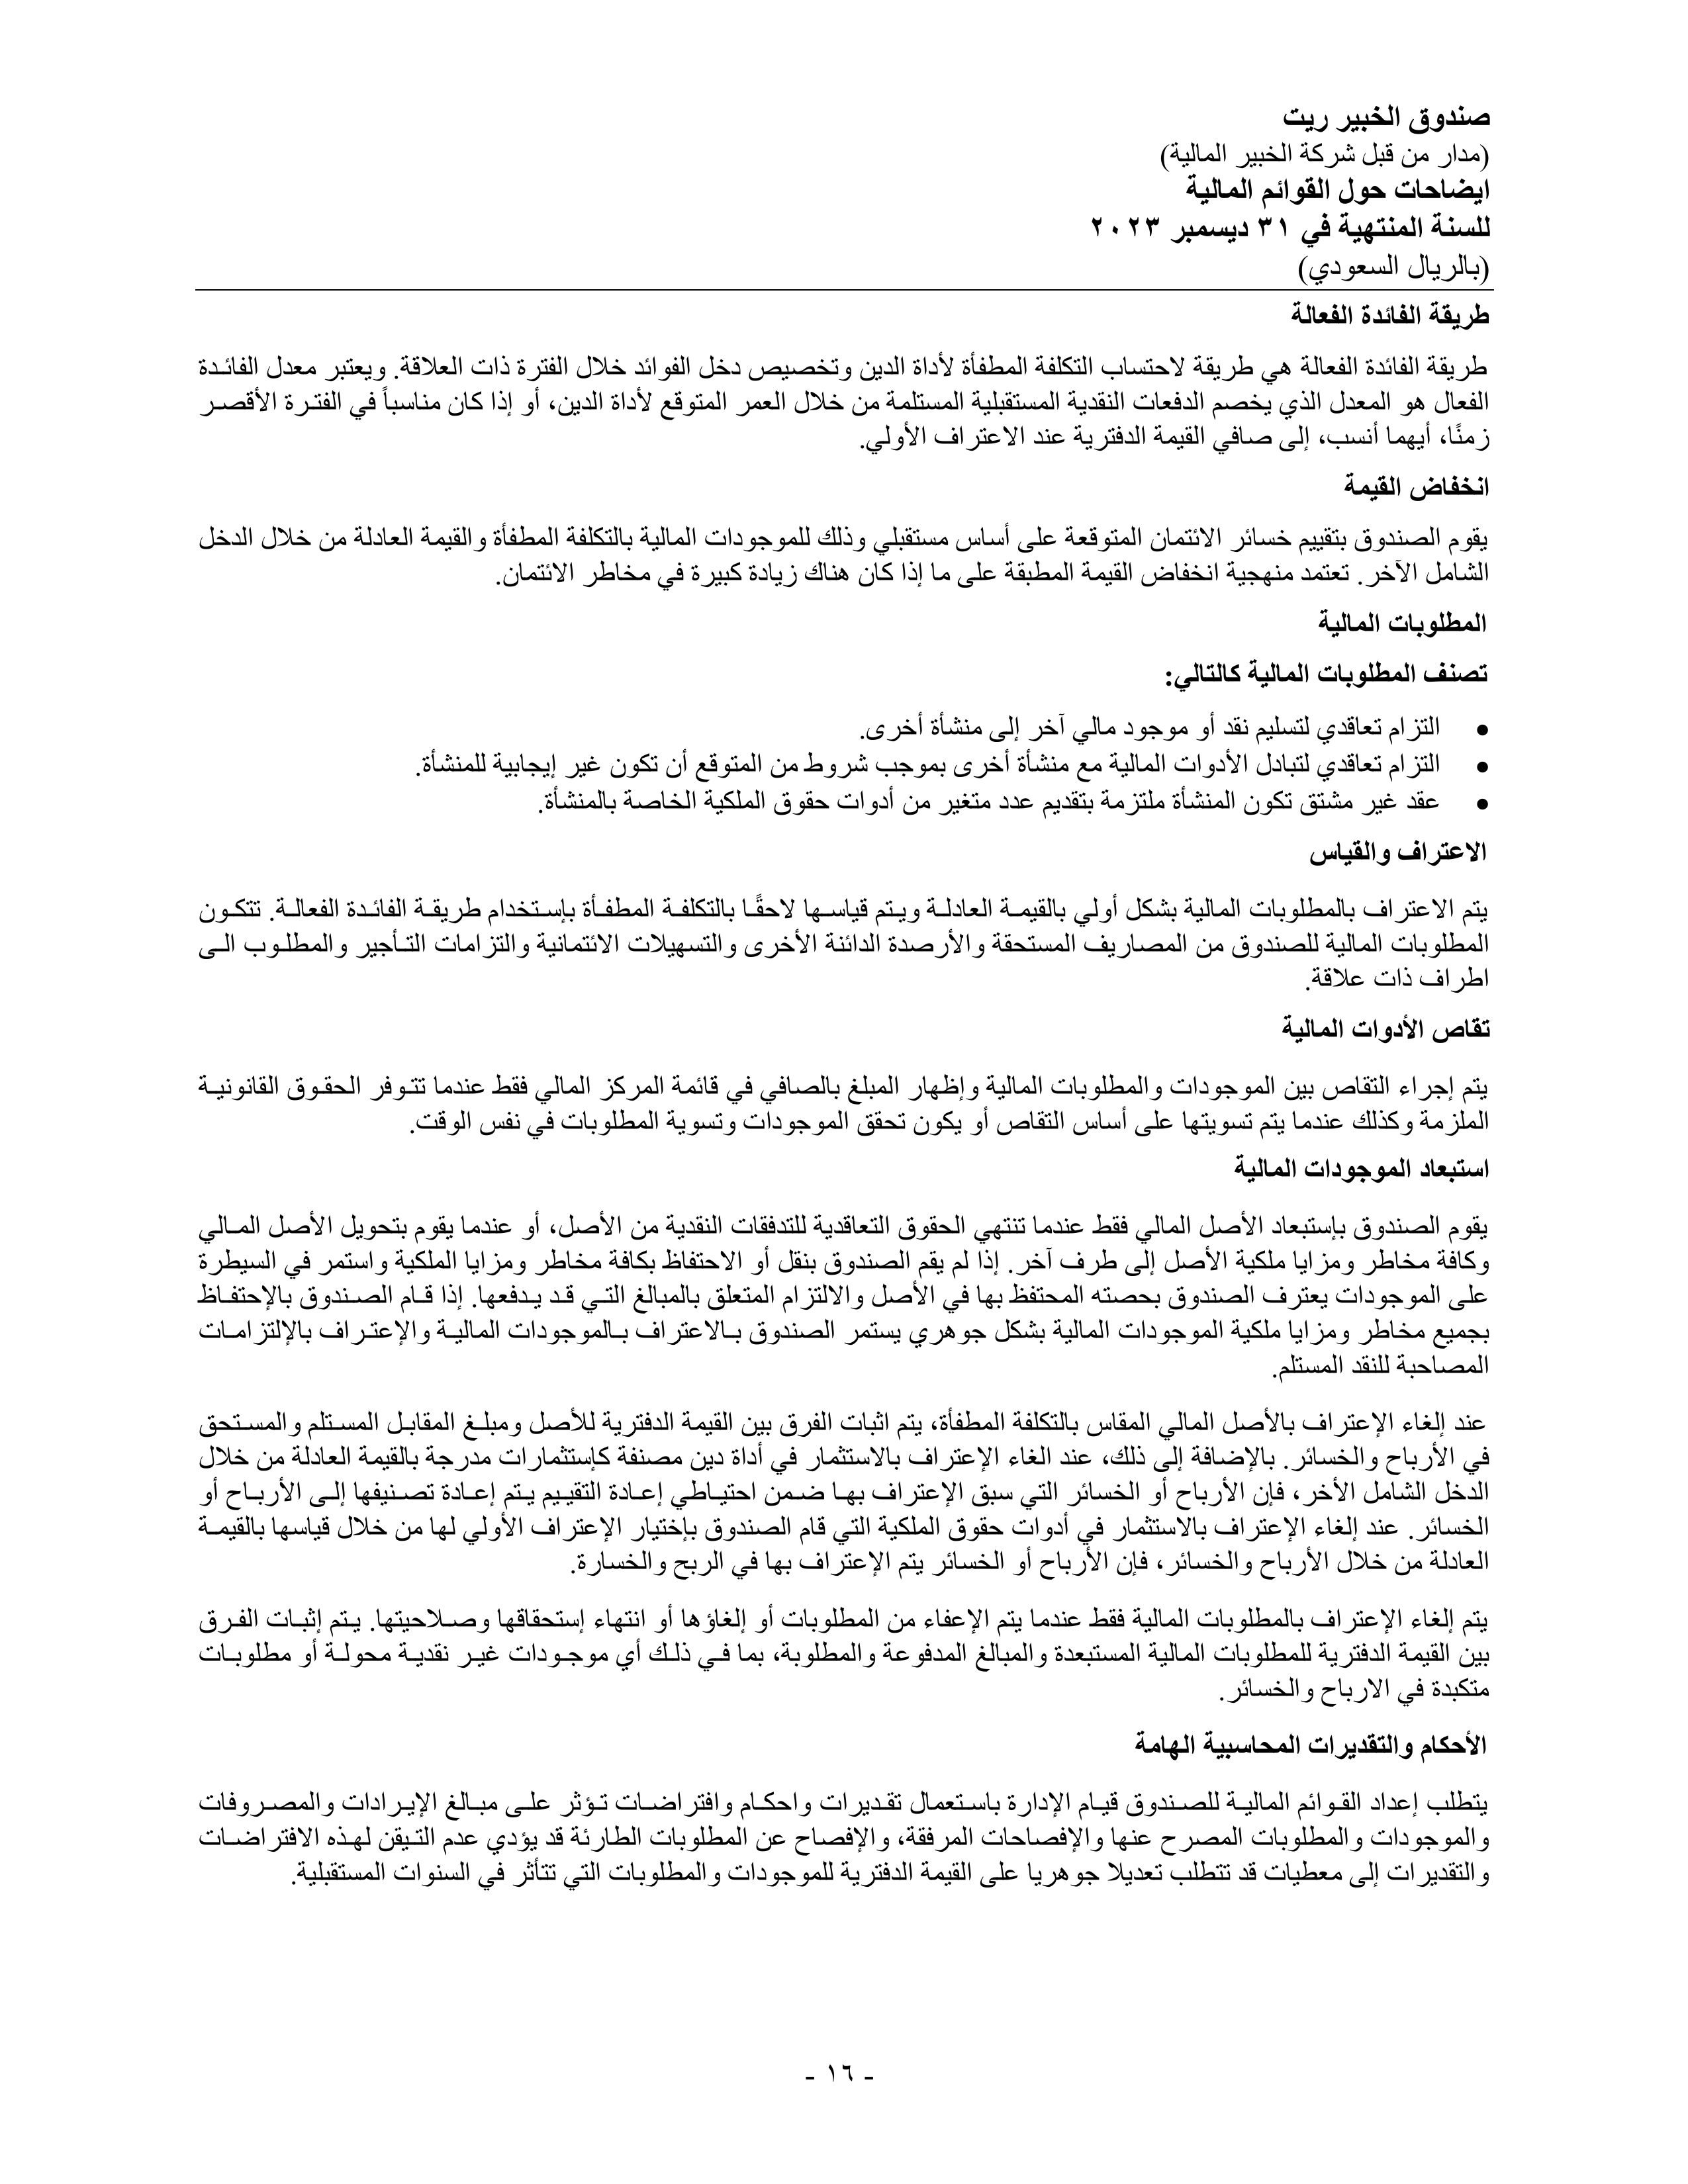 صندوق الخبير ريت
(مدار من قبل شركة الخبير المالية)
ايضاحات حول القوائم المالية
للسنة المنتهية في ٣١ ديسمبر ٢٠٢٣
(بالريال السعودي)
طريقة الفائدة الفعالة
طريقة الفائدة الفعالة هي طريقة لاحتساب التكلفة المطفأة لأداة الدين وتخصيص دخل الفوائد خلال الفترة ذات العلاقة. ويعتبر معدل الفائدة
الفعال هو المعدل الذي يخصم الدفعات النقدية المستقبلية المستلمة من خلال العمر المتوقع لأداة الدين، أو إذا كان مناسباً في الفترة الأقصر
زمنًا، أيهما أنسب، إلى صافي القيمة الدفترية عند الاعتراف الأولي.
انخفاض القيمة
يقوم الصندوق بتقييم خسائر الائتمان المتوقعة على أساس مستقبلي وذلك للموجودات المالية بالتكلفة المطفأة والقيمة العادلة من خلال الدخل
الشامل الآخر. تعتمد منهجية انخفاض القيمة المطبقة على ما إذا كان هناك زيادة كبيرة في مخاطر الائتمان.
المطلوبات المالية
تصنف المطلوبات المالية كالتالي:
• التزام تعاقدي لتسليم نقد أو موجود مالي آخر إلى منشأة أخرى.
• التزام تعاقدي لتبادل الأدوات المالية مع منشأة أخرى بموجب شروط من المتوقع أن تكون غير إيجابية للمنشأة.
• عقد غير مشتق تكون المنشأة ملتزمة بتقديم عدد متغير من أدوات حقوق الملكية الخاصة بالمنشأة.
الاعتراف والقياس
يتم الاعتراف بالمطلوبات المالية بشكل أولي بالقيمة العادلة ويتم قياسها لاحقًا بالتكلفة المطفأة بإستخدام طريقة الفائدة الفعالة. تتكون
المطلوبات المالية للصندوق من المصاريف المستحقة والأرصدة الدائنة الأخرى والتسهيلات الائتمانية والتزامات التأجير والمطلوب الى
اطراف ذات علاقة.
تقاص الأدوات المالية
يتم إجراء التقاص بين الموجودات والمطلوبات المالية وإظهار المبلغ بالصافي في قائمة المركز المالي فقط عندما تتوفر الحقوق القانونية
الملزمة وكذلك عندما يتم تسويتها على أساس التقاص أو يكون تحقق الموجودات وتسوية المطلوبات في نفس الوقت.
استبعاد الموجودات المالية
يقوم الصندوق بإستبعاد الأصل المالي فقط عندما تنتهي الحقوق التعاقدية للتدفقات النقدية من الأصل، أو عندما يقوم بتحويل الأصل المالي
وكافة مخاطر ومزايا ملكية الأصل إلى طرف آخر. إذا لم يقم الصندوق بنقل أو الاحتفاظ بكافة مخاطر ومزايا الملكية واستمر في السيطرة
على الموجودات يعترف الصندوق بحصته المحتفظ بها في الأصل والالتزام المتعلق بالمبالغ التي قد يدفعها. إذا قام الصندوق بالإحتفاظ
بجميع مخاطر ومزايا ملكية الموجودات المالية بشكل جوهري يستمر الصندوق بالاعتراف بالموجودات المالية والإعتراف بالإلتزامات
المصاحبة للنقد المستلم.
عند إلغاء الإعتراف بالأصل المالي المقاس بالتكلفة المطفأة، يتم اثبات الفرق بين القيمة الدفترية للأصل ومبلغ المقابل المستلم والمستحق
في الأرباح والخسائر. بالإضافة إلى ذلك، عند الغاء الإعتراف بالاستثمار في أداة دين مصنفة كإستثمارات مدرجة بالقيمة العادلة من خلال
الدخل الشامل الأخر، فإن الأرباح أو الخسائر التي سبق الإعتراف بها ضمن احتياطي إعادة التقييم يتم إعادة تصنيفها إلى الأرباح أو
الخسائر. عند إلغاء الإعتراف بالاستثمار في أدوات حقوق الملكية التي قام الصندوق بإختيار الإعتراف الأولي لها من خلال قياسها بالقيمة
العادلة من خلال الأرباح والخسائر، فإن الأرباح أو الخسائر يتم الإعتراف بها في الربح والخسارة.
يتم إلغاء الإعتراف بالمطلوبات المالية فقط عندما يتم الإعفاء من المطلوبات أو إلغاؤها أو انتهاء إستحقاقها وصلاحيتها. يتم إثبات الفرق
بين القيمة الدفترية للمطلوبات المالية المستبعدة والمبالغ المدفوعة والمطلوبة، بما في ذلك أي موجودات غير نقدية محولة أو مطلوبات
متكبدة في الارباح والخسائر.
الأحكام والتقديرات المحاسبية الهامة
يتطلب إعداد القوائم المالية للصندوق قيام الإدارة باستعمال تقديرات واحكام وافتراضات تؤثر على مبالغ الإيرادات والمصروفات
والموجودات والمطلوبات المصرح عنها والإفصاحات المرفقة، والإفصاح عن المطلوبات الطارئة قد يؤدي عدم التيقن لهذه الافتراضات
والتقديرات إلى معطيات قد تتطلب تعديلا جوهريا على القيمة الدفترية للموجودات والمطلوبات التي تتأثر في السنوات المستقبلية.
- ١٦ -